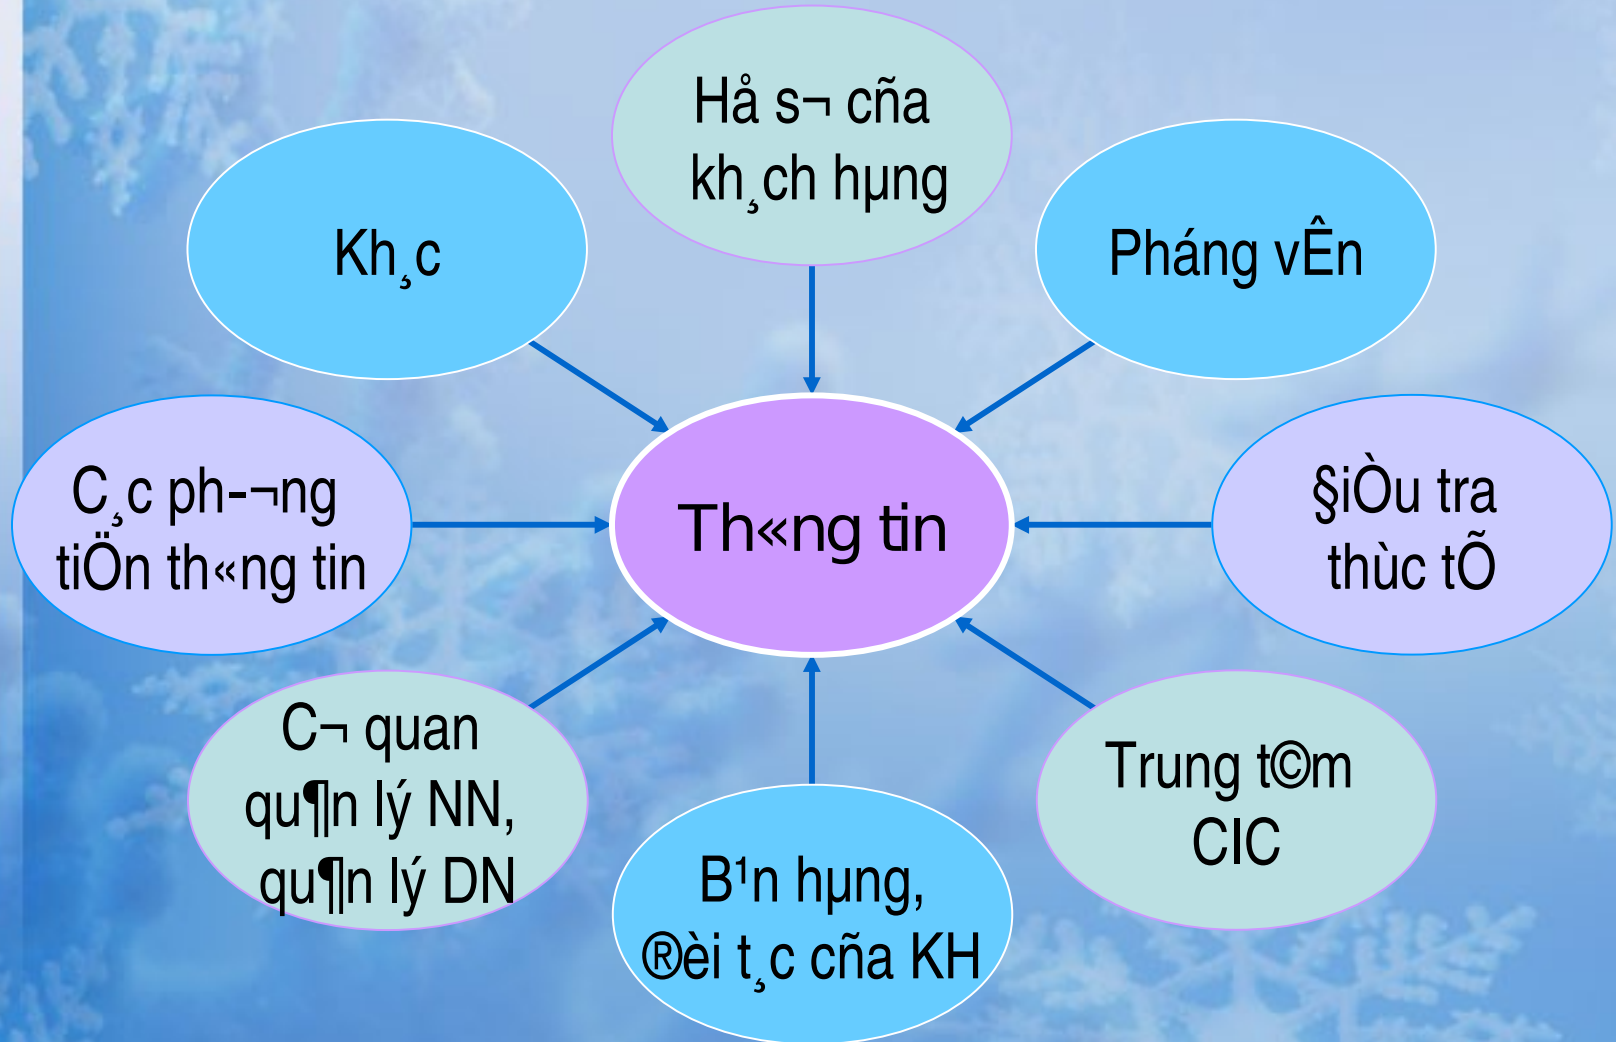 Hå s¬ cña
kh¸ch hµng
Kh¸c
Pháng vÊn
C¸c ph­-¬ng
tiÖn th«ng tin
Th«ng tin
§iÒu tra
thùc tÕ
C¬ quan
qu¶n lý NN,
qu¶n lý DN
B¹n hµng,
®èi t¸c cña KH
Trung t©m
CIC